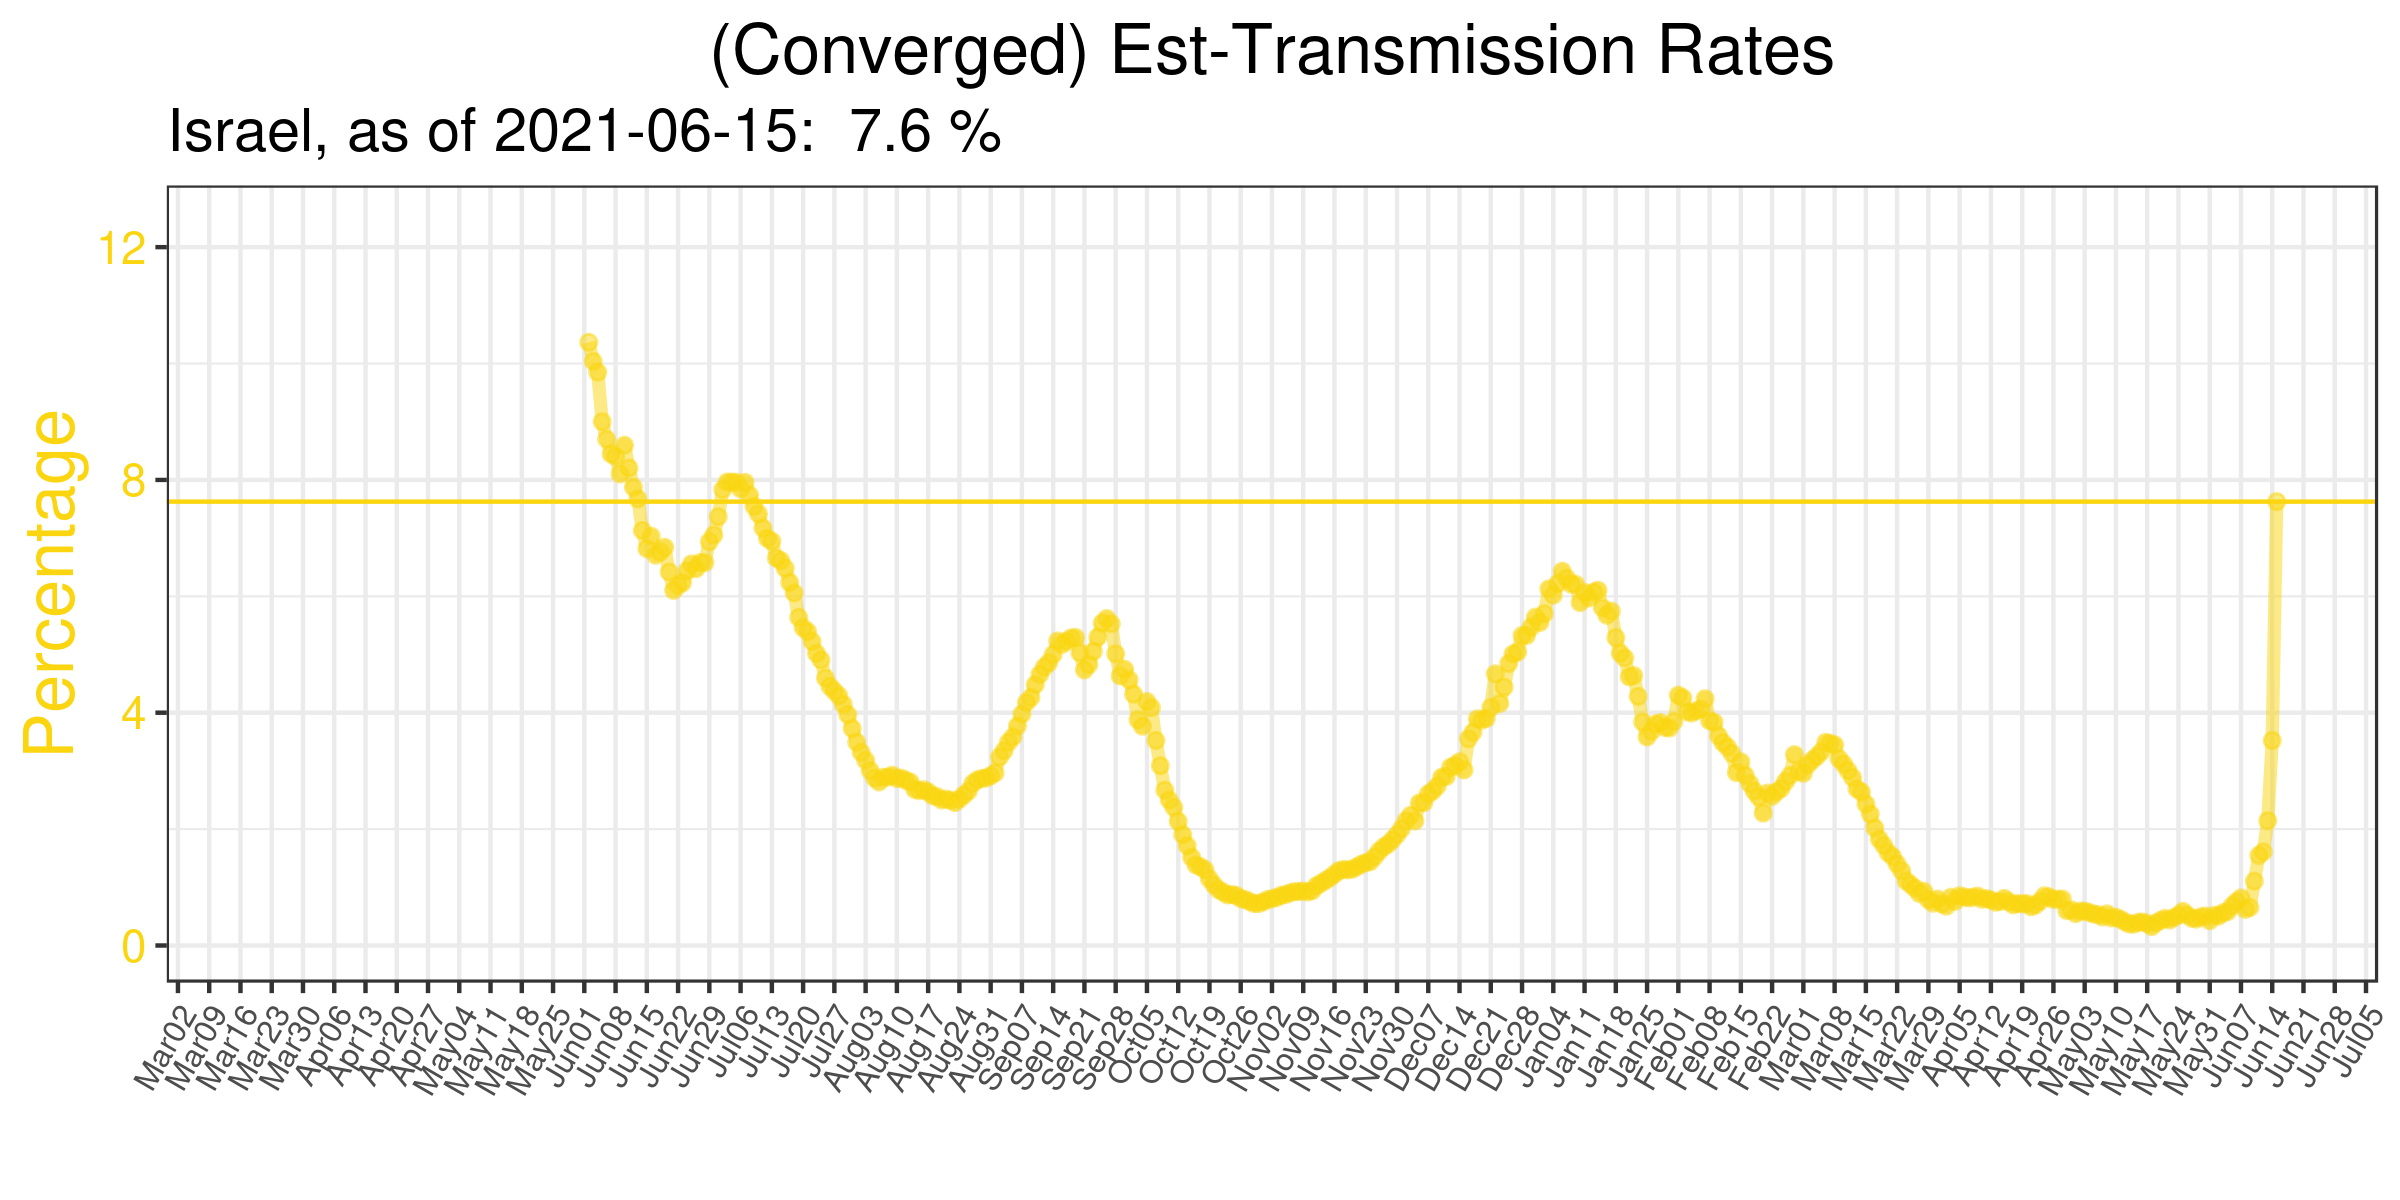 (Converged) Est-Transmission Rates
Israel, as of 2021-06-15: 7.6 %
Percentage
12
8
4
0
Mar02
Mar09
Mar16
Mar23
Mar30
Apr06
Apr13
Apr20
Apr27
May04
May11
May18
May25
Jun01
Jun08
Jun15
Jun22
Jun29
Jul06
Jul13
Jul20
Jul27
Aug03
Aug10
Aug17
Aug24
Aug31
Sep07
Sep14
Sep21
Sep28
Oct05
Oct12
Oct19
Oct26
Nov02
Nov09
Nov16
Nov23
Nov30
Dec07
Dec14
Dec21
Dec28
Jan04
Jan11
Jan18
Jan25
Feb01
Feb08
Feb15
Feb22
Mar01
Mar08
Mar15
Mar22
Mar29
Apr05
Apr12
Apr19
Apr26
May03
May10
May17
May24
May31
Jun07
Jun14
Jun21
Jun28
Jul05